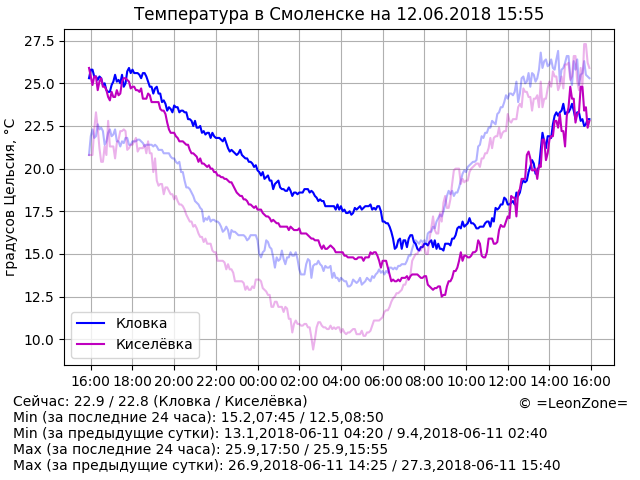 Температура в Смоленске на 12.06.2018 15:55
градусов Цельсия, °C
27.5
25.0
22.5
20.0
17.5
15.0
12.5
10.0
Кловка
Киселёвка
16:00 18:00 20:00 22:00 00:00 02:00 04:00 06:00 08:00 10:00 12:00 14:00 16:00
Сейчас: 22.9 / 22.8 (Кловка / Киселёвка)
© =LeonZone=
Min (за последние 24 часа): 15.2,07:45 / 12.5,08:50
Min (за предыдущие сутки): 13.1,2018-06-11 04:20 / 9.4,2018-06-11 02:40
Max (за последние 24 часа): 25.9,17:50 / 25.9,15:55
Max (за предыдущие сутки): 26.9,2018-06-11 14:25 / 27.3,2018-06-11 15:40